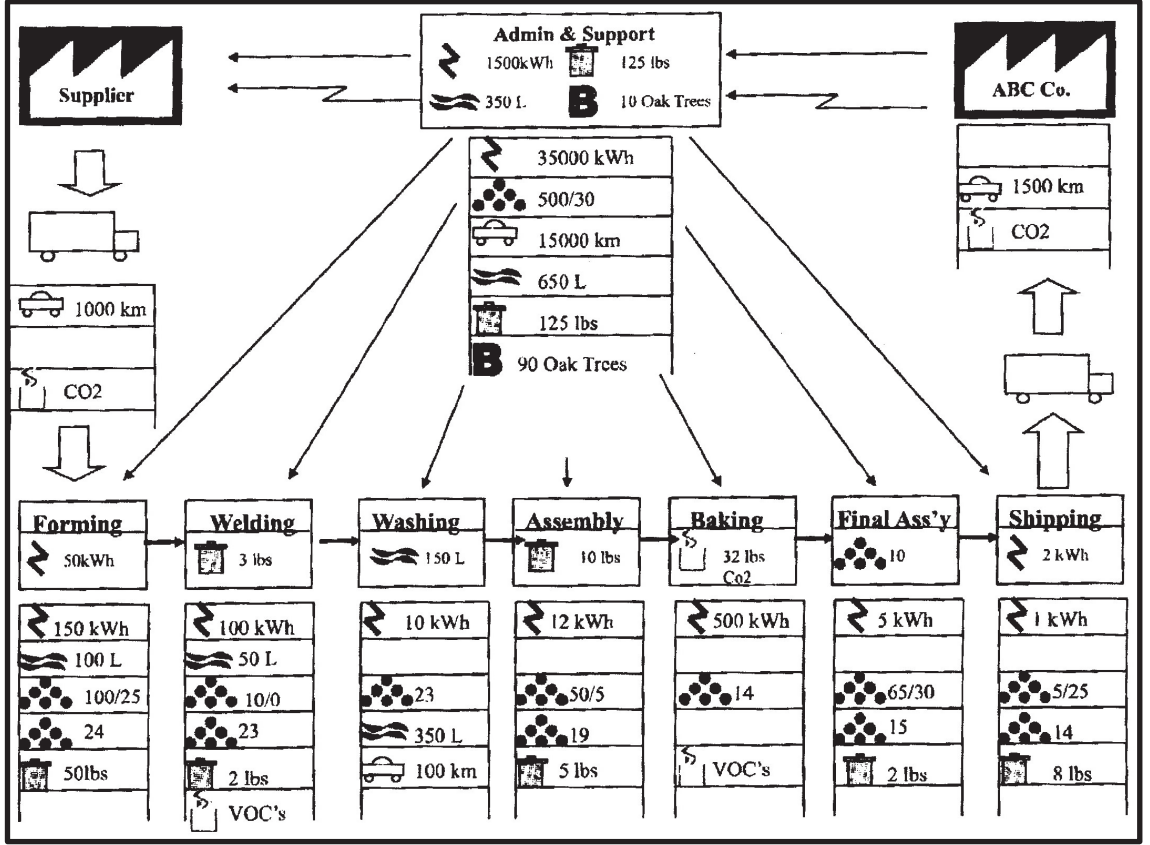 Supplier
Admin & Support
1500kWh 125 lbs
350 L B 10 Oak Trees
ABC Co.
35000 kWh
500/30
15000 km
650 L
125 lbs
B 90 Oak Trees
1000 km
CO2
1500 km
CO2
Forming
50kWh
Welding
3 lbs
Washing
150 L
Assembly
10 lbs
Baking
32 lbs
Co2
Final Ass'y
10
Shipping
2 kWh
150 kWh
100 L
100/25
24
50lbs
100 kWh
50 L
10/0
23
2 lbs
VOC's
10 kWh
23
350 L
100 km
12 kWh
50/5
19
5 lbs
500 kWh
14
VOC's
5 kWh
65/30
15
2 lbs
1 kWh
5/25
14
8 lbs